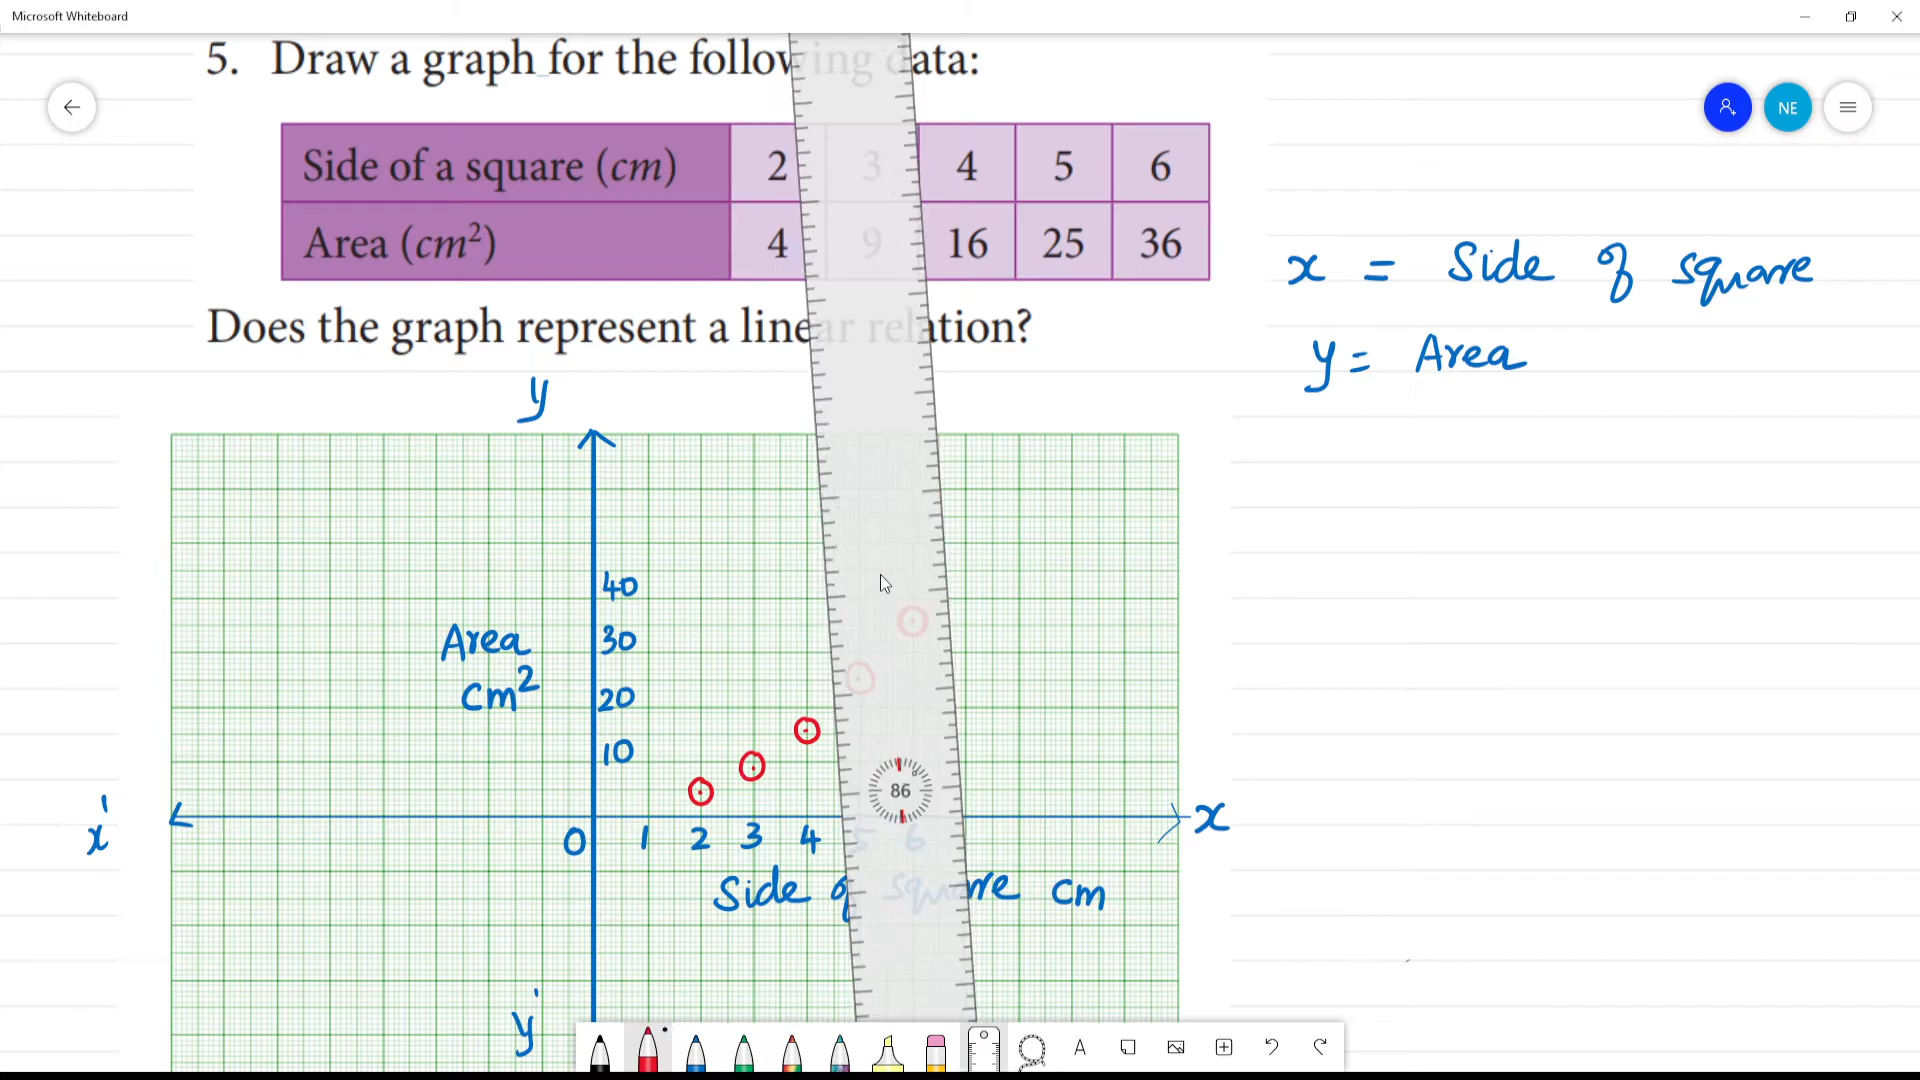 Microsoft Whiteboard
5. Draw a graph for the following data:
NE
Side of a square (cm) 2 3 4 5 6
Area (cm²) 4 9 16 25 36
x = Side of square
Does the graph represent a linear relation?
y = Area
y
40
Area 30
cm² 20
10
86
x' x
0 1 2 3 4 5 6
Side of square cm
y'
A